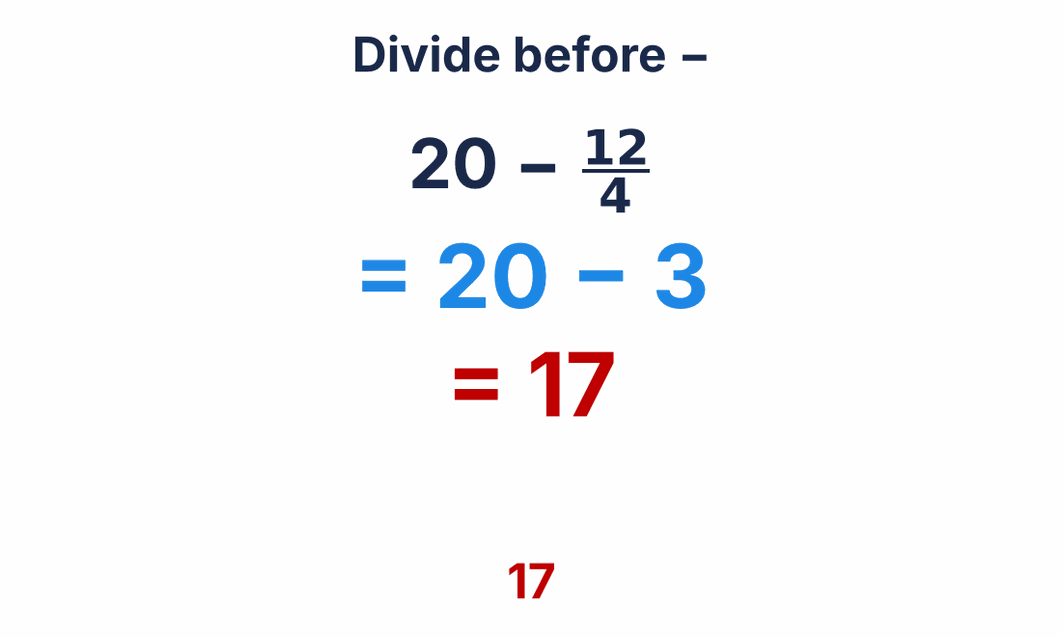 Divide before –
20 – 12/4
= 20 – 3
= 17
17